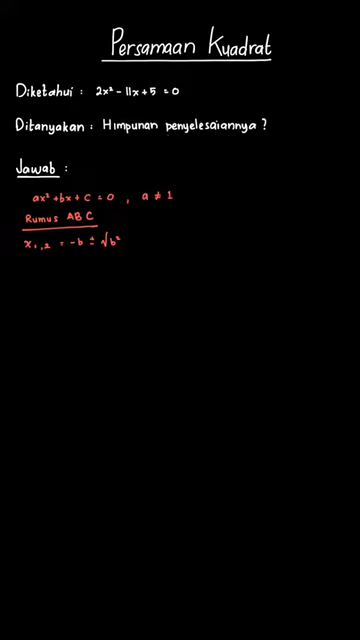 Persamaan Kuadrat
Diketahui : 2x² - 11x + 5 = 0
Ditanyakan : Himpunan penyelesaiannya ?
Jawab :
ax² + bx + c = 0 , a ≠ 1
Rumus ABC
x₁,₂ = -b ± √b²